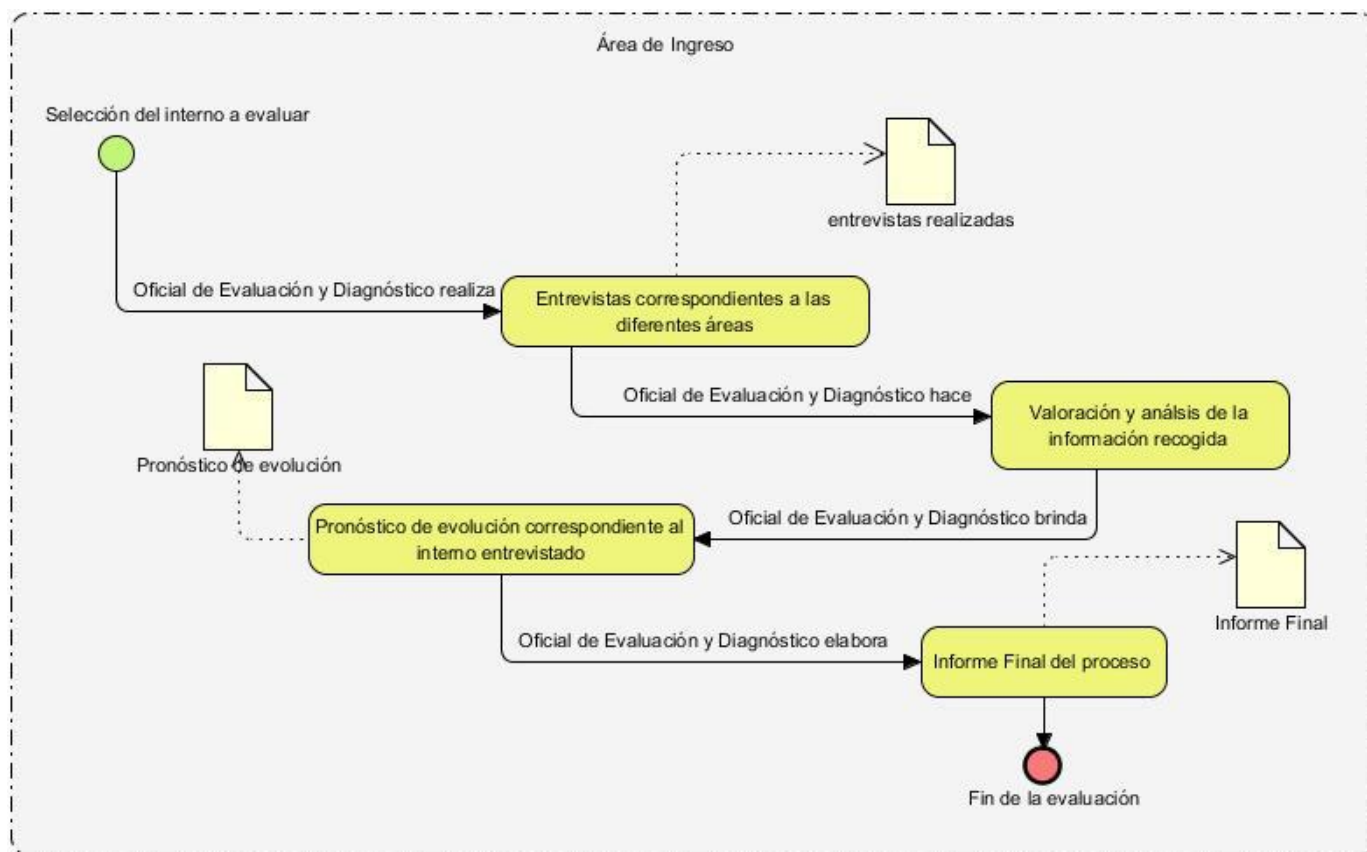 Área de Ingreso
Selección del interno a evaluar
entrevistas realizadas
Oficial de Evaluación y Diagnóstico realiza
Entrevistas correspondientes a las
diferentes áreas
Oficial de Evaluación y Diagnóstico hace
Valoración y análsis de la
información recogida
Pronóstico de evolución
Oficial de Evaluación y Diagnóstico brinda
Pronóstico de evolución correspondiente al
interno entrevistado
Oficial de Evaluación y Diagnóstico elabora
Informe Final del proceso
Informe Final
Fin de la evaluación